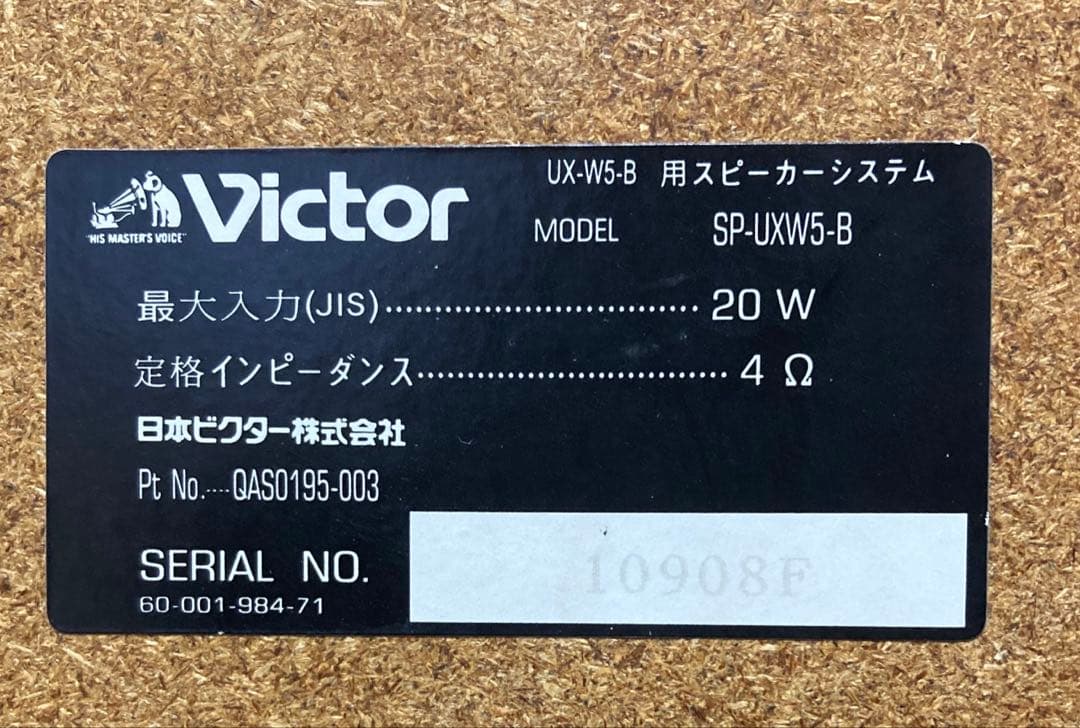 "HIS MASTER'S VOICE"
Victor
UX-W5-B 用スピーカーシステム
MODEL SP-UXW5-B
最大入力(JIS)............................... 20 W
定格インピーダンス............................... 4 Ω
日本ビクター株式会社
Pt No.....QAS0195-003
SERIAL NO.
60-001-984-71
10908F